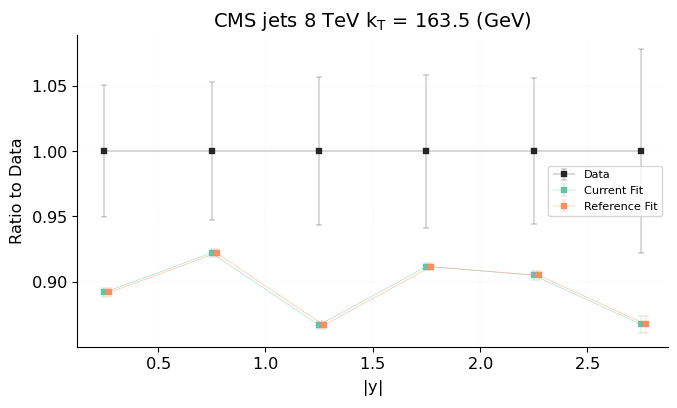 CMS jets 8 TeV k_T = 163.5 (GeV)
Ratio to Data
1.05
1.00
0.95
0.90
Data
Current Fit
Reference Fit
0.5 1.0 1.5 2.0 2.5
|y|